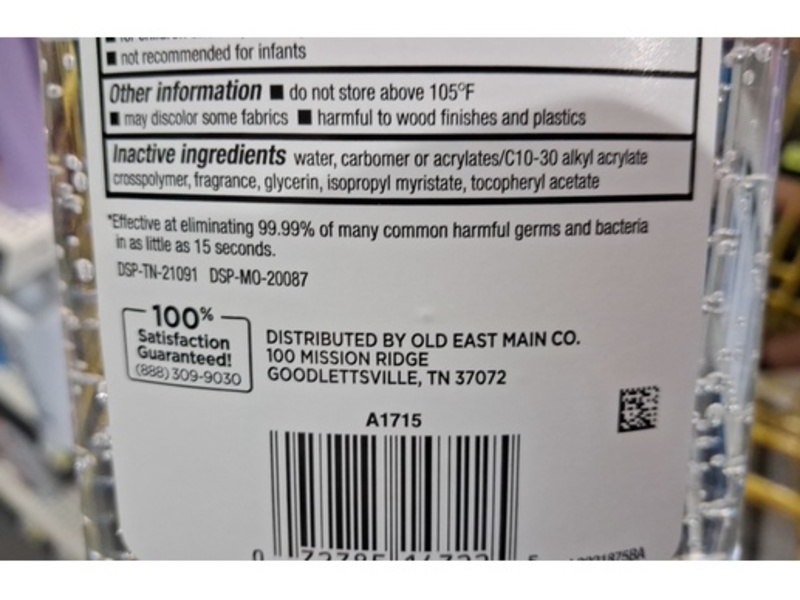 ■ not recommended for infants
Other information ■ do not store above 105°F
■ may discolor some fabrics ■ harmful to wood finishes and plastics
Inactive ingredients water, carbomer or acrylates/C10-30 alkyl acrylate
crosspolymer, fragrance, glycerin, isopropyl myristate, tocopheryl acetate
*Effective at eliminating 99.99% of many common harmful germs and bacteria
in as little as 15 seconds.
DSP-TN-21091 DSP-MO-20087
100%
Satisfaction
Guaranteed!
(888) 309-9030
DISTRIBUTED BY OLD EAST MAIN CO.
100 MISSION RIDGE
GOODLETTSVILLE, TN 37072
A1715